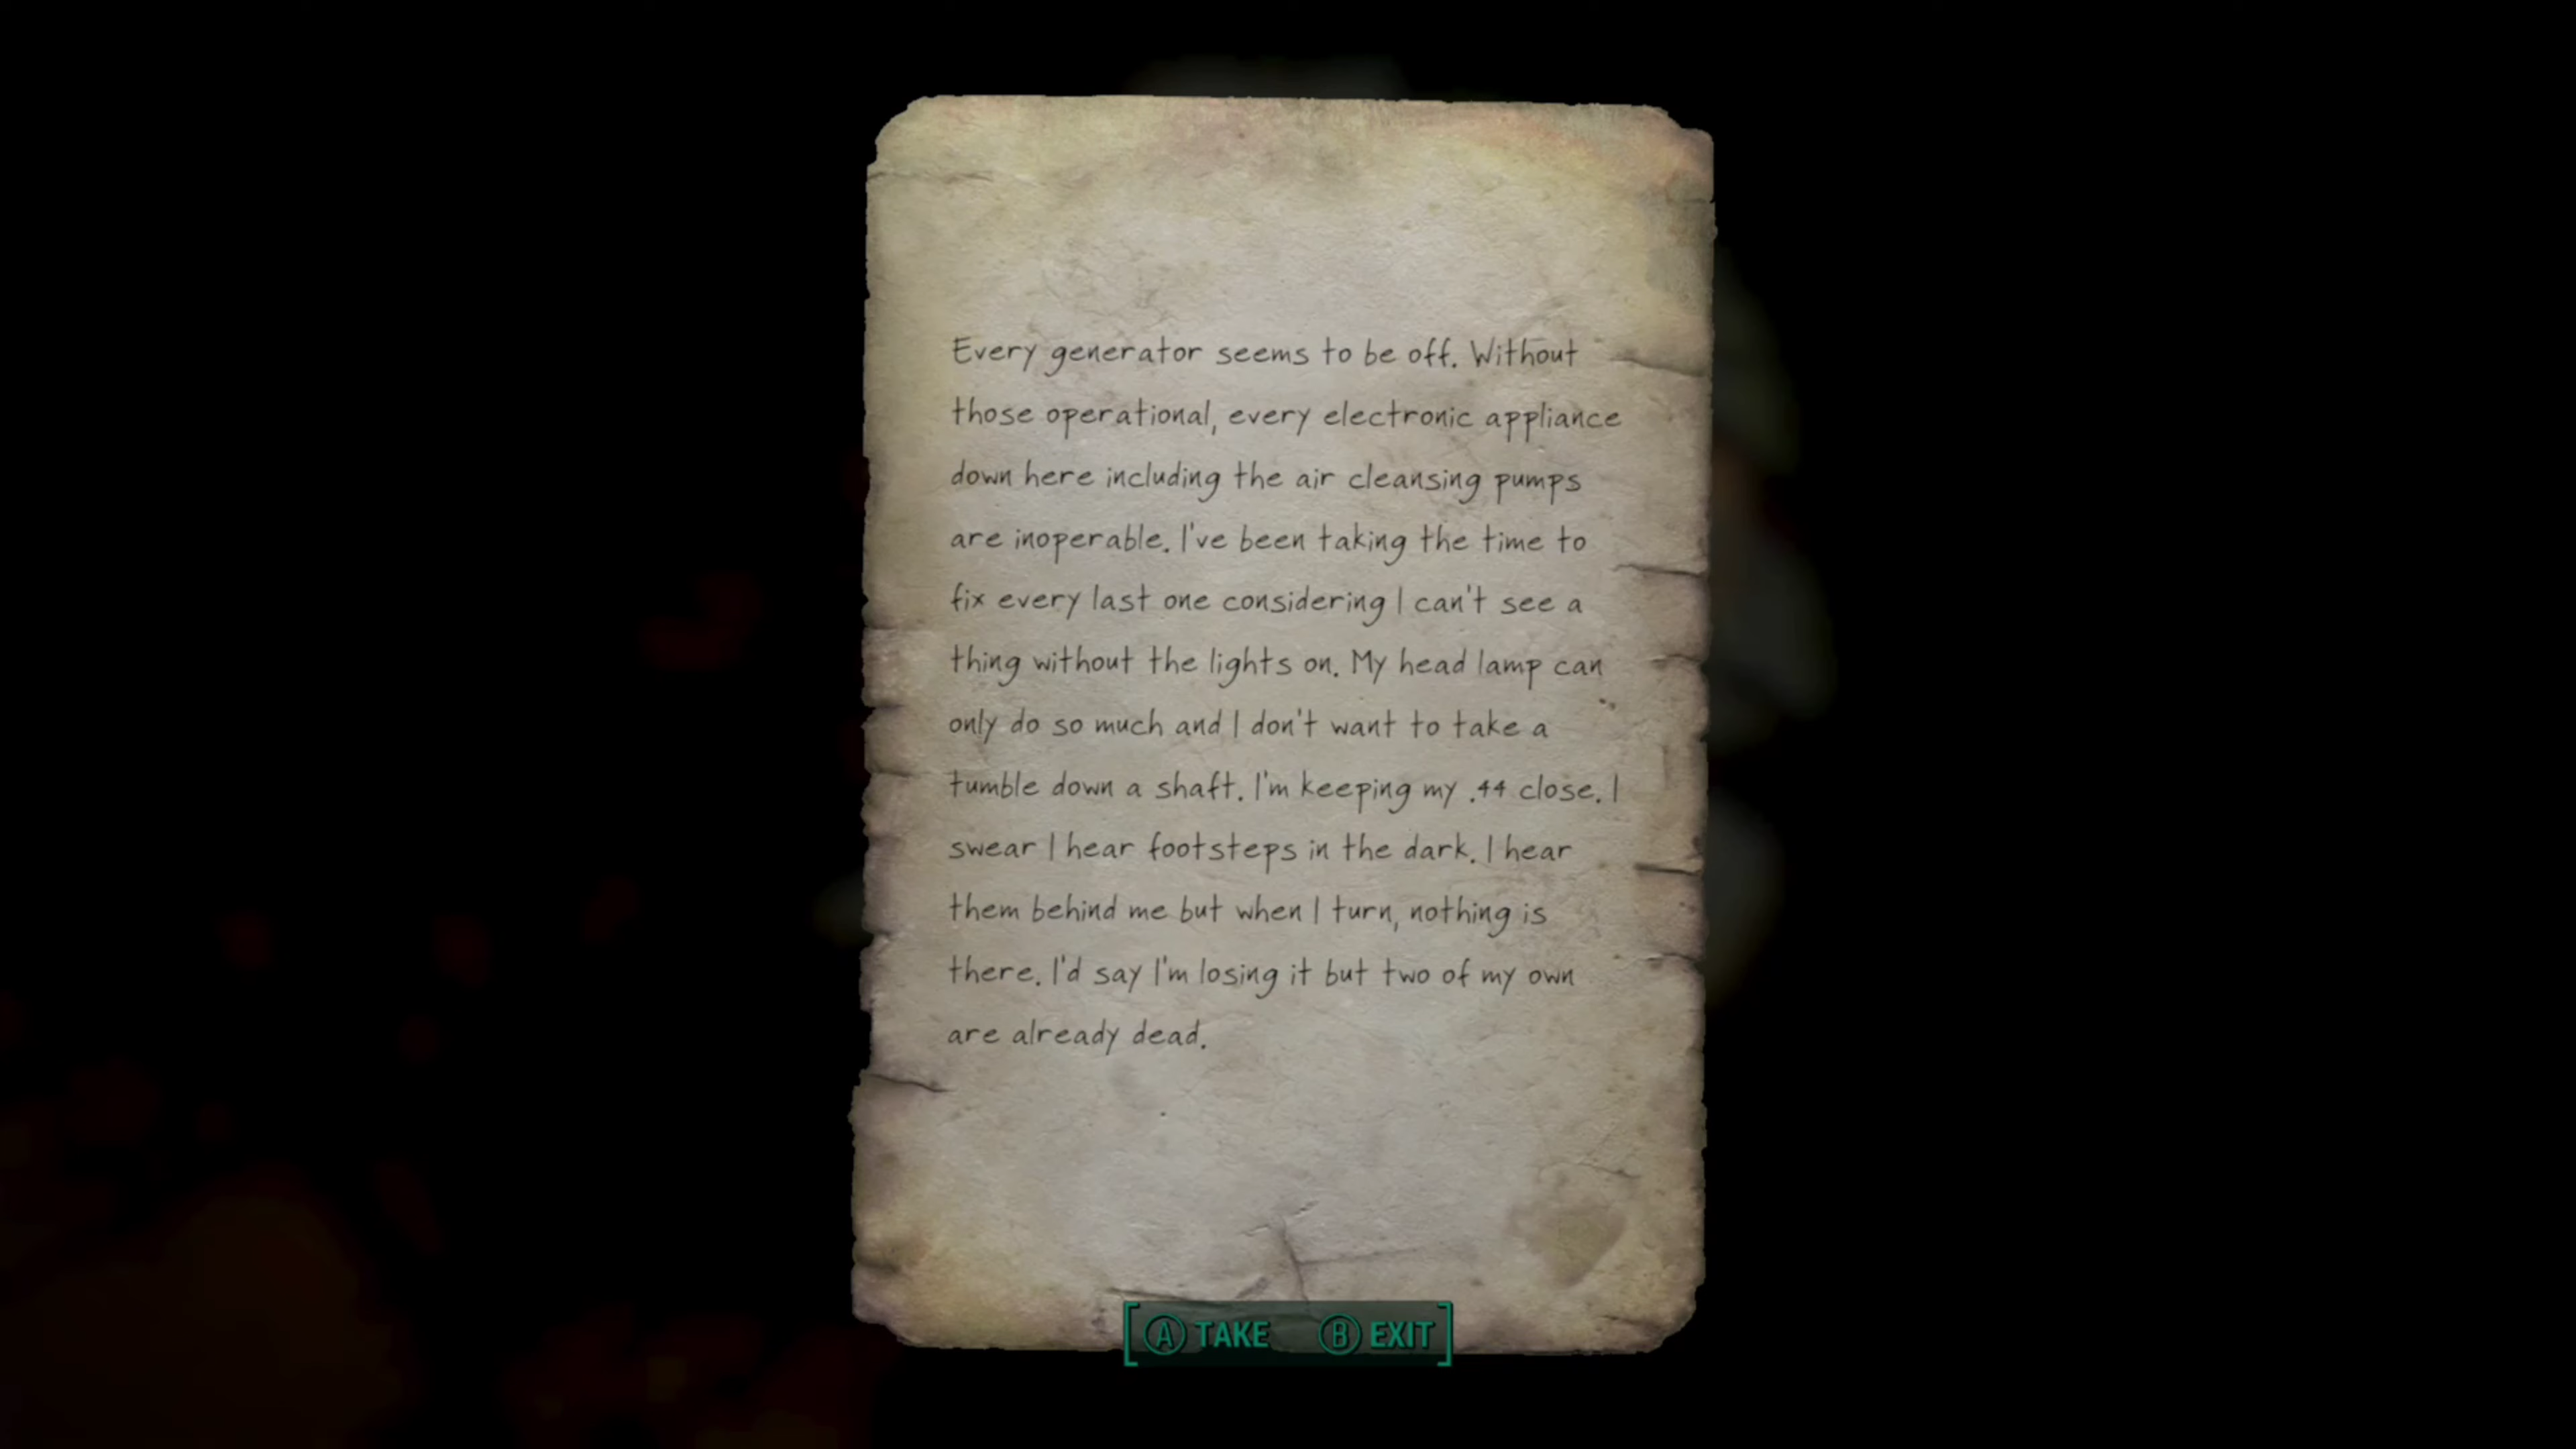 Every generator seems to be off. Without
those operational, every electronic appliance
down here including the air cleansing pumps
are inoperable. I've been taking the time to
fix every last one considering I can't see a
thing without the lights on. My head lamp can
only do so much and I don't want to take a
tumble down a shaft. I'm keeping my .44 close. I
swear I hear footsteps in the dark. I hear
them behind me but when I turn, nothing is
there. I'd say I'm losing it but two of my own
are already dead.
A TAKE B EXIT